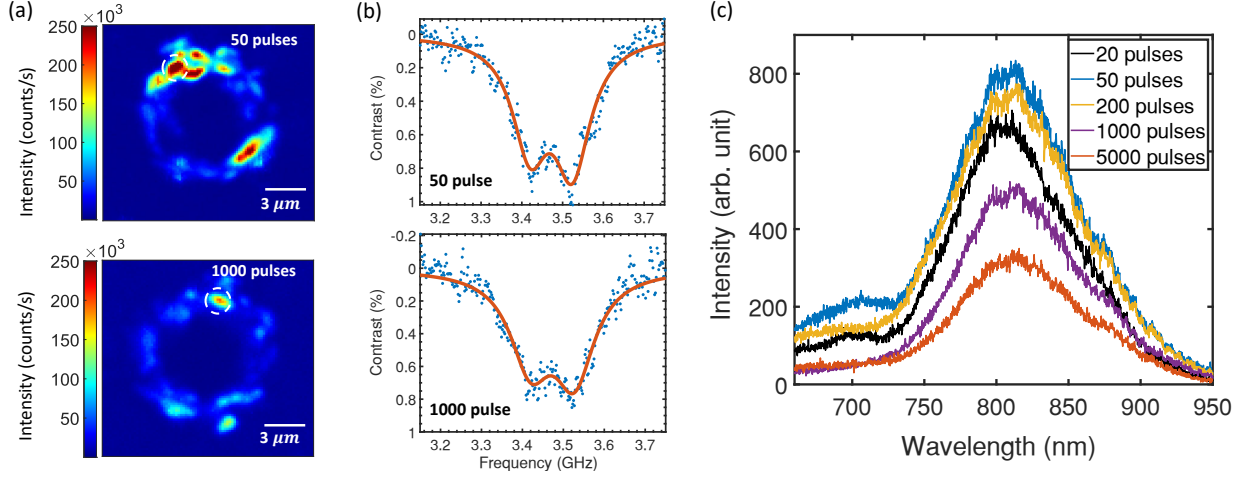 (a)
Intensity (counts/s)
×10³
250
200
150
100
50
50 pulses
3 μm
Intensity (counts/s)
×10³
250
200
150
100
50
1000 pulses
3 μm
(b)
Contrast (%)
0
0.2
0.4
0.6
0.8
1
50 pulse
3.2 3.3 3.4 3.5 3.6 3.7
Contrast (%)
-0.2
0
0.2
0.4
0.6
0.8
1
1000 pulse
3.2 3.3 3.4 3.5 3.6 3.7
Frequency (GHz)
(c)
Intensity (arb. unit)
800
600
400
200
0
20 pulses
50 pulses
200 pulses
1000 pulses
5000 pulses
700 750 800 850 900 950
Wavelength (nm)